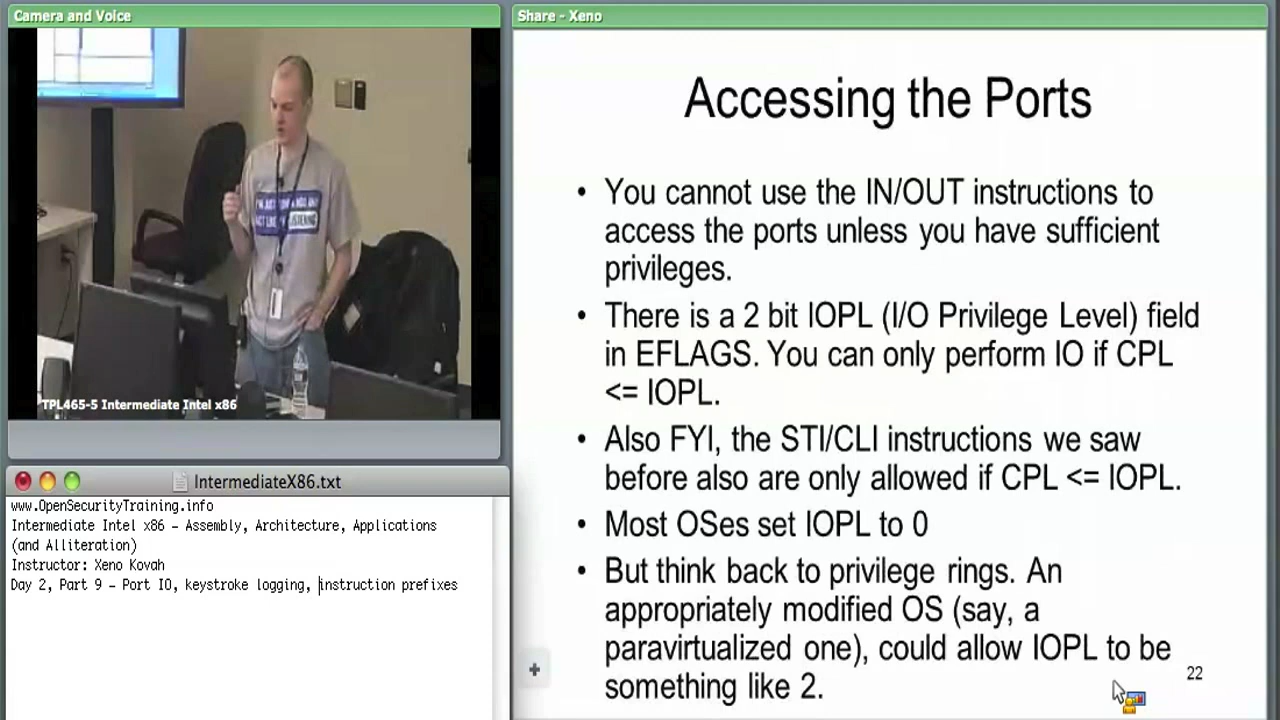 Camera and Voice
TPL465-5 Intermediate Intel x86
IntermediateX86.txt
www.OpenSecurityTraining.info
Intermediate Intel x86 – Assembly, Architecture, Applications
(and Alliteration)
Instructor: Xeno Kovah
Day 2, Part 9 – Port IO, keystroke logging, instruction prefixes
Share - Xeno
Accessing the Ports
• You cannot use the IN/OUT instructions to
access the ports unless you have sufficient
privileges.
• There is a 2 bit IOPL (I/O Privilege Level) field
in EFLAGS. You can only perform IO if CPL
<= IOPL.
• Also FYI, the STI/CLI instructions we saw
before also are only allowed if CPL <= IOPL.
• Most OSes set IOPL to 0
• But think back to privilege rings. An
appropriately modified OS (say, a
paravirtualized one), could allow IOPL to be
something like 2.
22